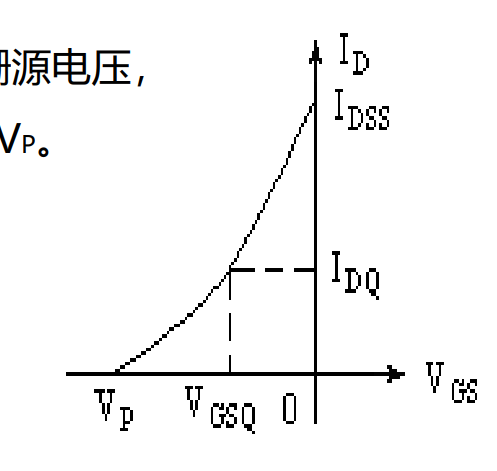 栅源电压，
VP。
ID
IDSS
IDQ
VGS
VP
VGSQ
0